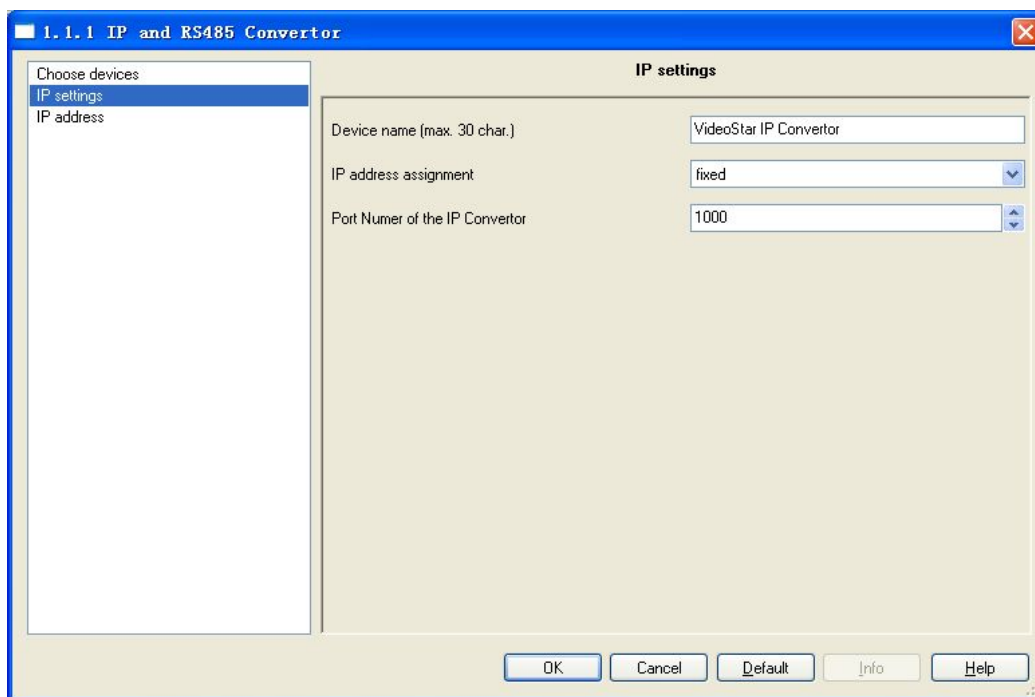 1.1.1 IP and RS485 Convertor
Choose devices
IP settings
IP address
IP settings
Device name (max. 30 char.)
VideoStar IP Convertor
IP address assignment
fixed
Port Numer of the IP Convertor
1000
OK
Cancel
Default
Info
Help